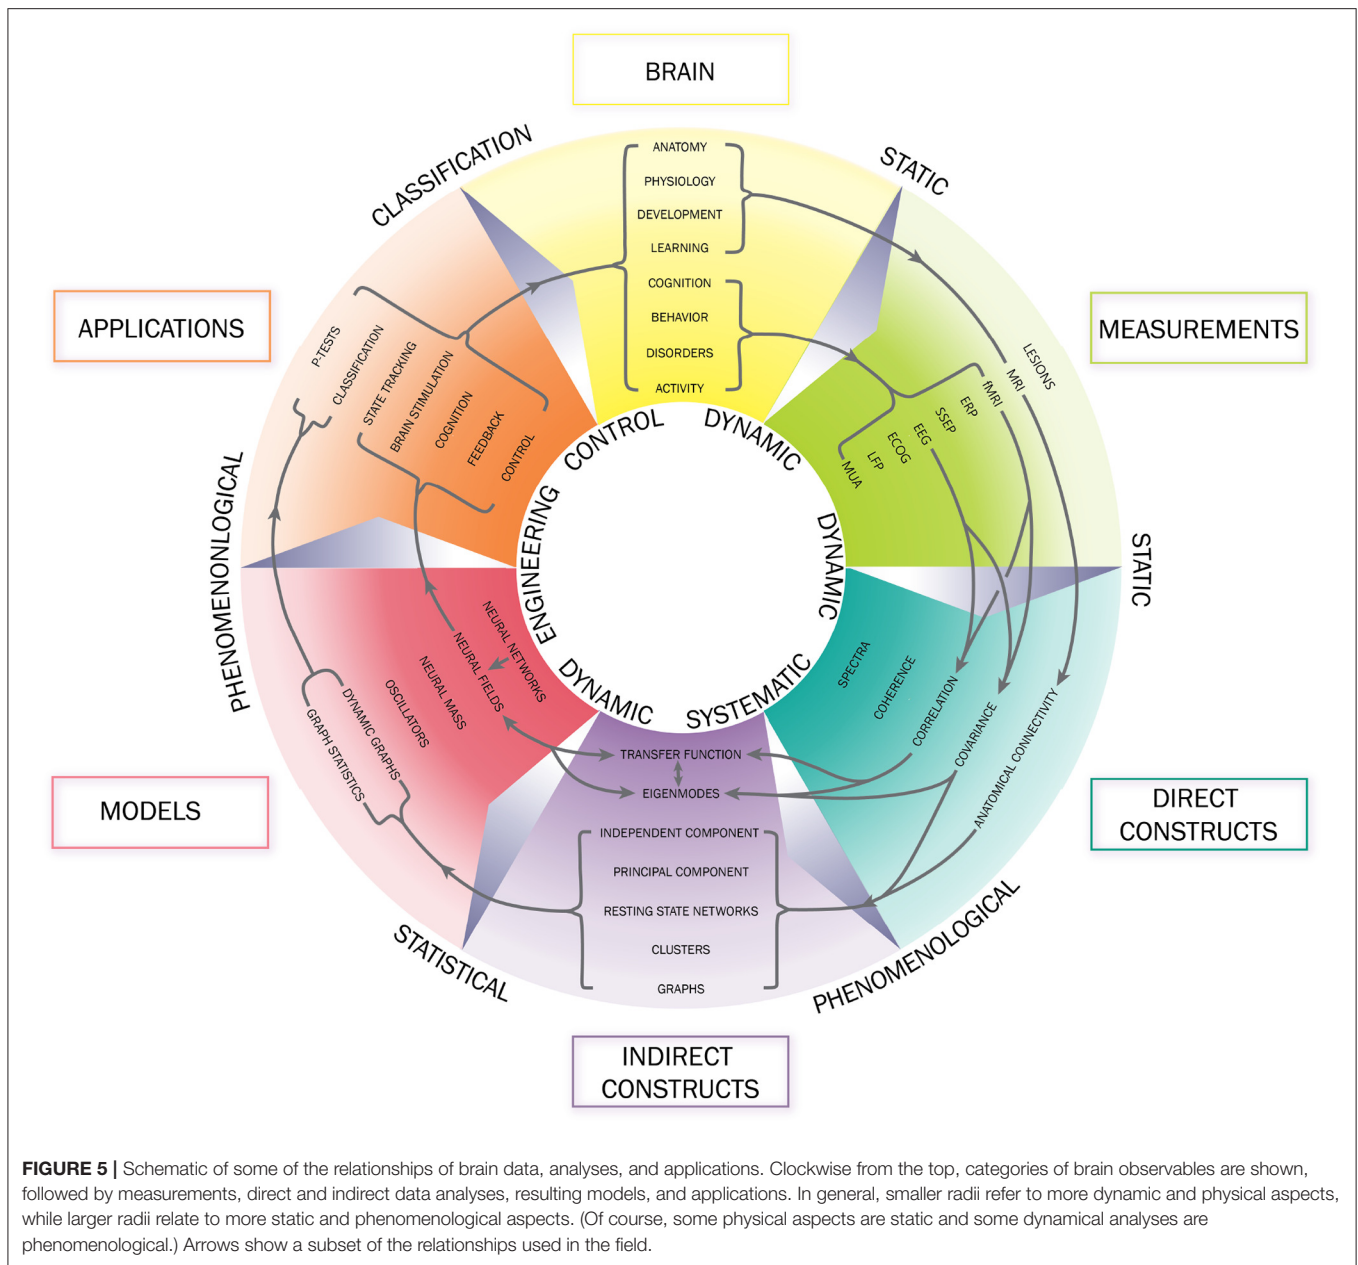 BRAIN
CLASSIFICATION
STATIC
ANATOMY
PHYSIOLOGY
DEVELOPMENT
LEARNING
COGNITION
BEHAVIOR
DISORDERS
ACTIVITY
CONTROL
DYNAMIC
MEASUREMENTS
LESIONS
MRI
fMRI
ERP
SSEP
EEG
ECOG
LFP
MUA
DYNAMIC
STATIC
DIRECT
CONSTRUCTS
SPECTRA
COHERENCE
CORRELATION
COVARIANCE
ANATOMICAL CONNECTIVITY
SYSTEMATIC
PHENOMENOLOGICAL
INDIRECT
CONSTRUCTS
TRANSFER FUNCTION
EIGENMODES
INDEPENDENT COMPONENT
PRINCIPAL COMPONENT
RESTING STATE NETWORKS
CLUSTERS
GRAPHS
DYNAMIC
STATISTICAL
MODELS
NEURAL NETWORKS
NEURAL FIELDS
NEURAL MASS
OSCILLATORS
DYNAMIC GRAPHS
GRAPH STATISTICS
ENGINEERING
PHENOMENONLOGICAL
APPLICATIONS
P-TESTS
CLASSIFICATION
STATE TRACKING
BRAIN STIMULATION
COGNITION
FEEDBACK
CONTROL
FIGURE 5 | Schematic of some of the relationships of brain data, analyses, and applications. Clockwise from the top, categories of brain observables are shown,
followed by measurements, direct and indirect data analyses, resulting models, and applications. In general, smaller radii refer to more dynamic and physical aspects,
while larger radii relate to more static and phenomenological aspects. (Of course, some physical aspects are static and some dynamical analyses are
phenomenological.) Arrows show a subset of the relationships used in the field.